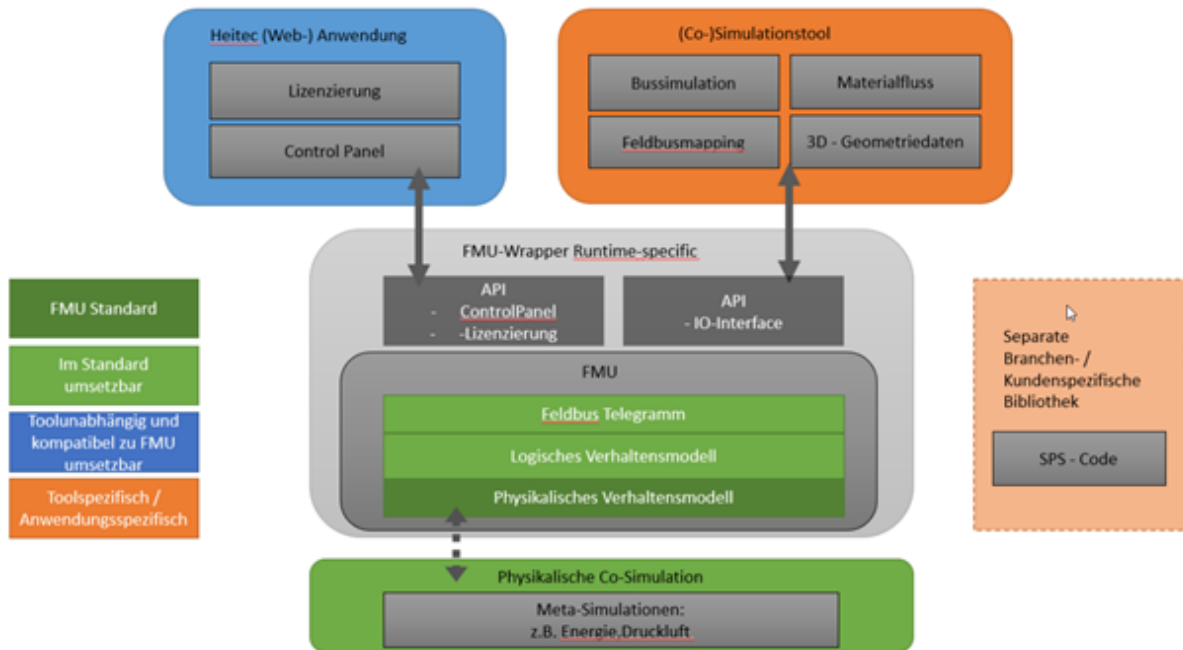 Heitec (Web-) Anwendung
Lizenzierung
Control Panel
(Co-)Simulationstool
Bussimulation
Materialfluss
Feldbusmapping
3D - Geometriedaten
FMU-Wrapper Runtime-specific
API
- ControlPanel
- -Lizenzierung
API
- IO-Interface
FMU
Feldbus Telegramm
Logisches Verhaltensmodell
Physikalisches Verhaltensmodell
Physikalische Co-Simulation
Meta-Simulationen:
z.B. Energie,Druckluft
FMU Standard
Im Standard
umsetzbar
Toolunabhängig und
kompatibel zu FMU
umsetzbar
Toolspezifisch /
Anwendungsspezifisch
Separate
Branchen- /
Kundenspezifische
Bibliothek
SPS - Code